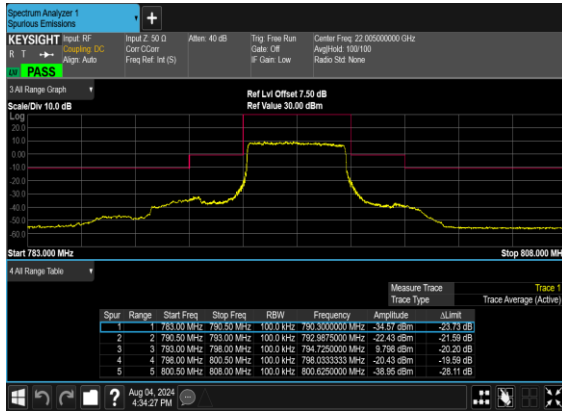 Spectrum Analyzer 1
Spurious Emissions
KEYSIGHT
R T
Input: RF
Coupling: DC
Align: Auto
Input Z: 50 Ω
Corr CCorr
Freq Ref: Int (S)
Atten: 40 dB
Trig: Free Run
Gate: Off
IF Gain: Low
Center Freq: 22.005000000 GHz
Avg|Hold: 100/100
Radio Std: None
PASS
3 All Range Graph
Scale/Div 10.0 dB
Ref Lvl Offset 7.50 dB
Ref Value 30.00 dBm
Log
20.0
10.0
0.00
-10.0
-20.0
-30.0
-40.0
-50.0
-60.0
Start 783.000 MHz
Stop 808.000 MHz
4 All Range Table
Measure Trace Trace 1
Trace Type Trace Average (Active)
Spur Range Start Freq Stop Freq RBW Frequency Amplitude ΔLimit
1 1 783.00 MHz 790.50 MHz 100.0 kHz 790.3000000 MHz -34.57 dBm -23.73 dB
2 2 790.50 MHz 793.00 MHz 100.0 kHz 792.9875000 MHz -22.43 dBm -21.59 dB
3 3 793.00 MHz 798.00 MHz 100.0 kHz 794.7250000 MHz 9.798 dBm -20.20 dB
4 4 798.00 MHz 800.50 MHz 100.0 kHz 798.0333333 MHz -20.43 dBm -19.59 dB
5 5 800.50 MHz 808.00 MHz 100.0 kHz 800.6250000 MHz -38.95 dBm -28.11 dB
Aug 04, 2024
4:34:27 PM